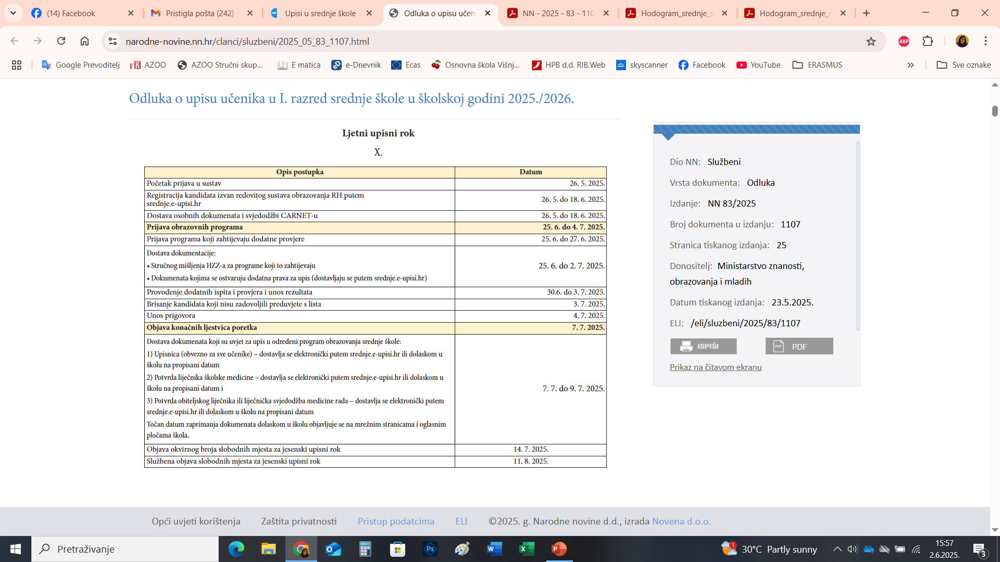 (14) Facebook
Pristigla pošta (242) -
Upisi u srednje škole
Odluka o upisu učeni
NN - 2025 - 83 - 110
Hodogram_srednje_s
Hodogram_srednje_r
narodne-novine.nn.hr/clanci/sluzbeni/2025_05_83_1107.html
ABP
Google Prevoditelj
AZOO
AZOO Stručni skup...
E matica
e-Dnevnik
Ecas
Osnovna škola Višnj...
HPB d.d. RIB.Web
skyscanner
Facebook
YouTube
ERASMUS
Sve oznake
Odluka o upisu učenika u I. razred srednje škole u školskoj godini 2025./2026.
Ljetni upisni rok
X.
Opis postupka Datum
Početak prijava u sustav 26. 5. 2025.
Registracija kandidata izvan redovitog sustava obrazovanja RH putem
srednje.e-upisi.hr 26. 5. do 18. 6. 2025.
Dostava osobnih dokumenata i svjedodžbi CARNET-u 26. 5. do 18. 6. 2025.
Prijava obrazovnih programa 25. 6. do 4. 7. 2025.
Prijava programa koji zahtijevaju dodatne provjere 25. 6. do 27. 6. 2025.
Dostava dokumentacije:
• Stručnog mišljenja HZZ-a za programe koji to zahtijevaju 25. 6. do 2. 7. 2025.
• Dokumenata kojima se ostvaruju dodatna prava za upis (dostavljaju se putem srednje.e-upisi.hr)
Provođenje dodatnih ispita i provjera i unos rezultata 30.6. do 3. 7. 2025.
Brisanje kandidata koji nisu zadovoljili preduvjete s lista 3. 7. 2025.
Unos prigovora 4. 7. 2025.
Objava konačnih ljestvica poretka 7. 7. 2025.
Dostava dokumenata koji su uvjet za upis u određeni program obrazovanja srednje škole:
1) Upisnica (obvezno za sve učenike) – dostavlja se elektronički putem srednje.e-upisi.hr ili dolaskom u
školu na propisani datum
2) Potvrda liječnika školske medicine – dostavlja se elektronički putem srednje.e-upisi.hr ili dolaskom u
školu na propisani datum i 7. 7. do 9. 7. 2025.
3) Potvrda obiteljskog liječnika ili liječnička svjedodžba medicine rada – dostavlja se elektronički putem
srednje.e-upisi.hr ili dolaskom u školu na propisani datum
Točan datum zaprimanja dokumenata dolaskom u školu objavljuje se na mrežnim stranicama i oglasnim
pločama škola.
Objava okvirnog broja slobodnih mjesta za jesenski upisni rok 14. 7. 2025.
Službena objava slobodnih mjesta za jesenski upisni rok 11. 8. 2025.
Dio NN: Službeni
Vrsta dokumenta: Odluka
Izdanje: NN 83/2025
Broj dokumenta u izdanju: 1107
Stranica tiskanog izdanja: 25
Donositelj: Ministarstvo znanosti,
obrazovanja i mladih
Datum tiskanog izdanja: 23.5.2025.
ELI: /eli/sluzbeni/2025/83/1107
ISPIŠI
PDF PDF
Prikaz na čitavom ekranu
Opći uvjeti korištenja Zaštita privatnosti Pristup podatcima ELI ©2025. g. Narodne novine d.d., izrada Novena d.o.o.
Pretraživanje
Ps
1
30°C Partly sunny
15:57
2.6.2025.
3